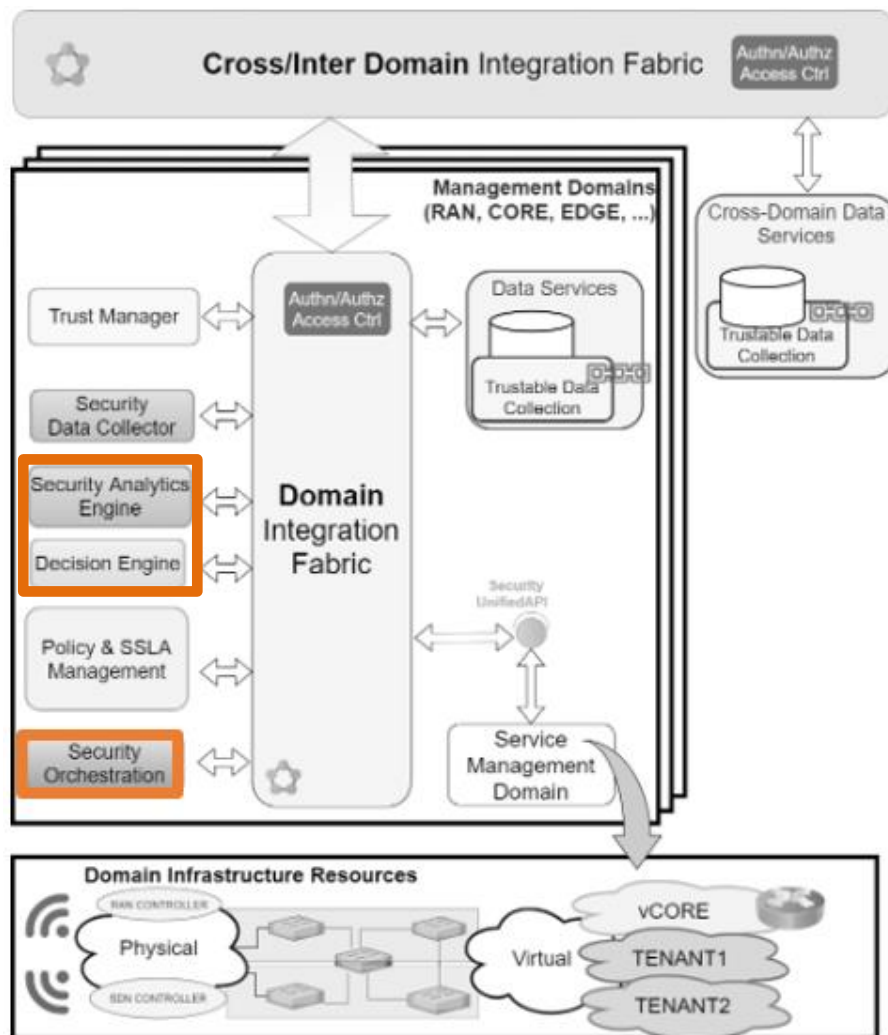 Cross/Inter Domain Integration Fabric
Authn/Authz
Access Ctrl
Management Domains
(RAN, CORE, EDGE, ...)
Cross-Domain Data
Services
Trustable Data
Collection
Trust Manager
Security
Data Collector
Security Analytics
Engine
Decision Engine
Policy & SSLA
Management
Security
Orchestration
Authn/Authz
Access Ctrl
Domain
Integration
Fabric
Data Services
Trustable Data
Collection
Security
UnifiedAPI
Service
Management
Domain
Domain Infrastructure Resources
RAN CONTROLLER
Physical
SDN CONTROLLER
Virtual
vCORE
TENANT1
TENANT2